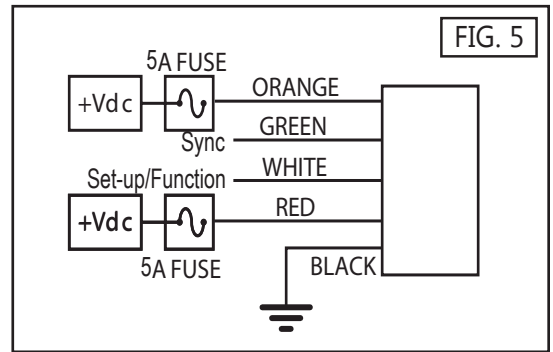 FIG. 5
5A FUSE
+Vdc
ORANGE
GREEN
Sync
WHITE
Set-up/Function
RED
+Vdc
5A FUSE
BLACK